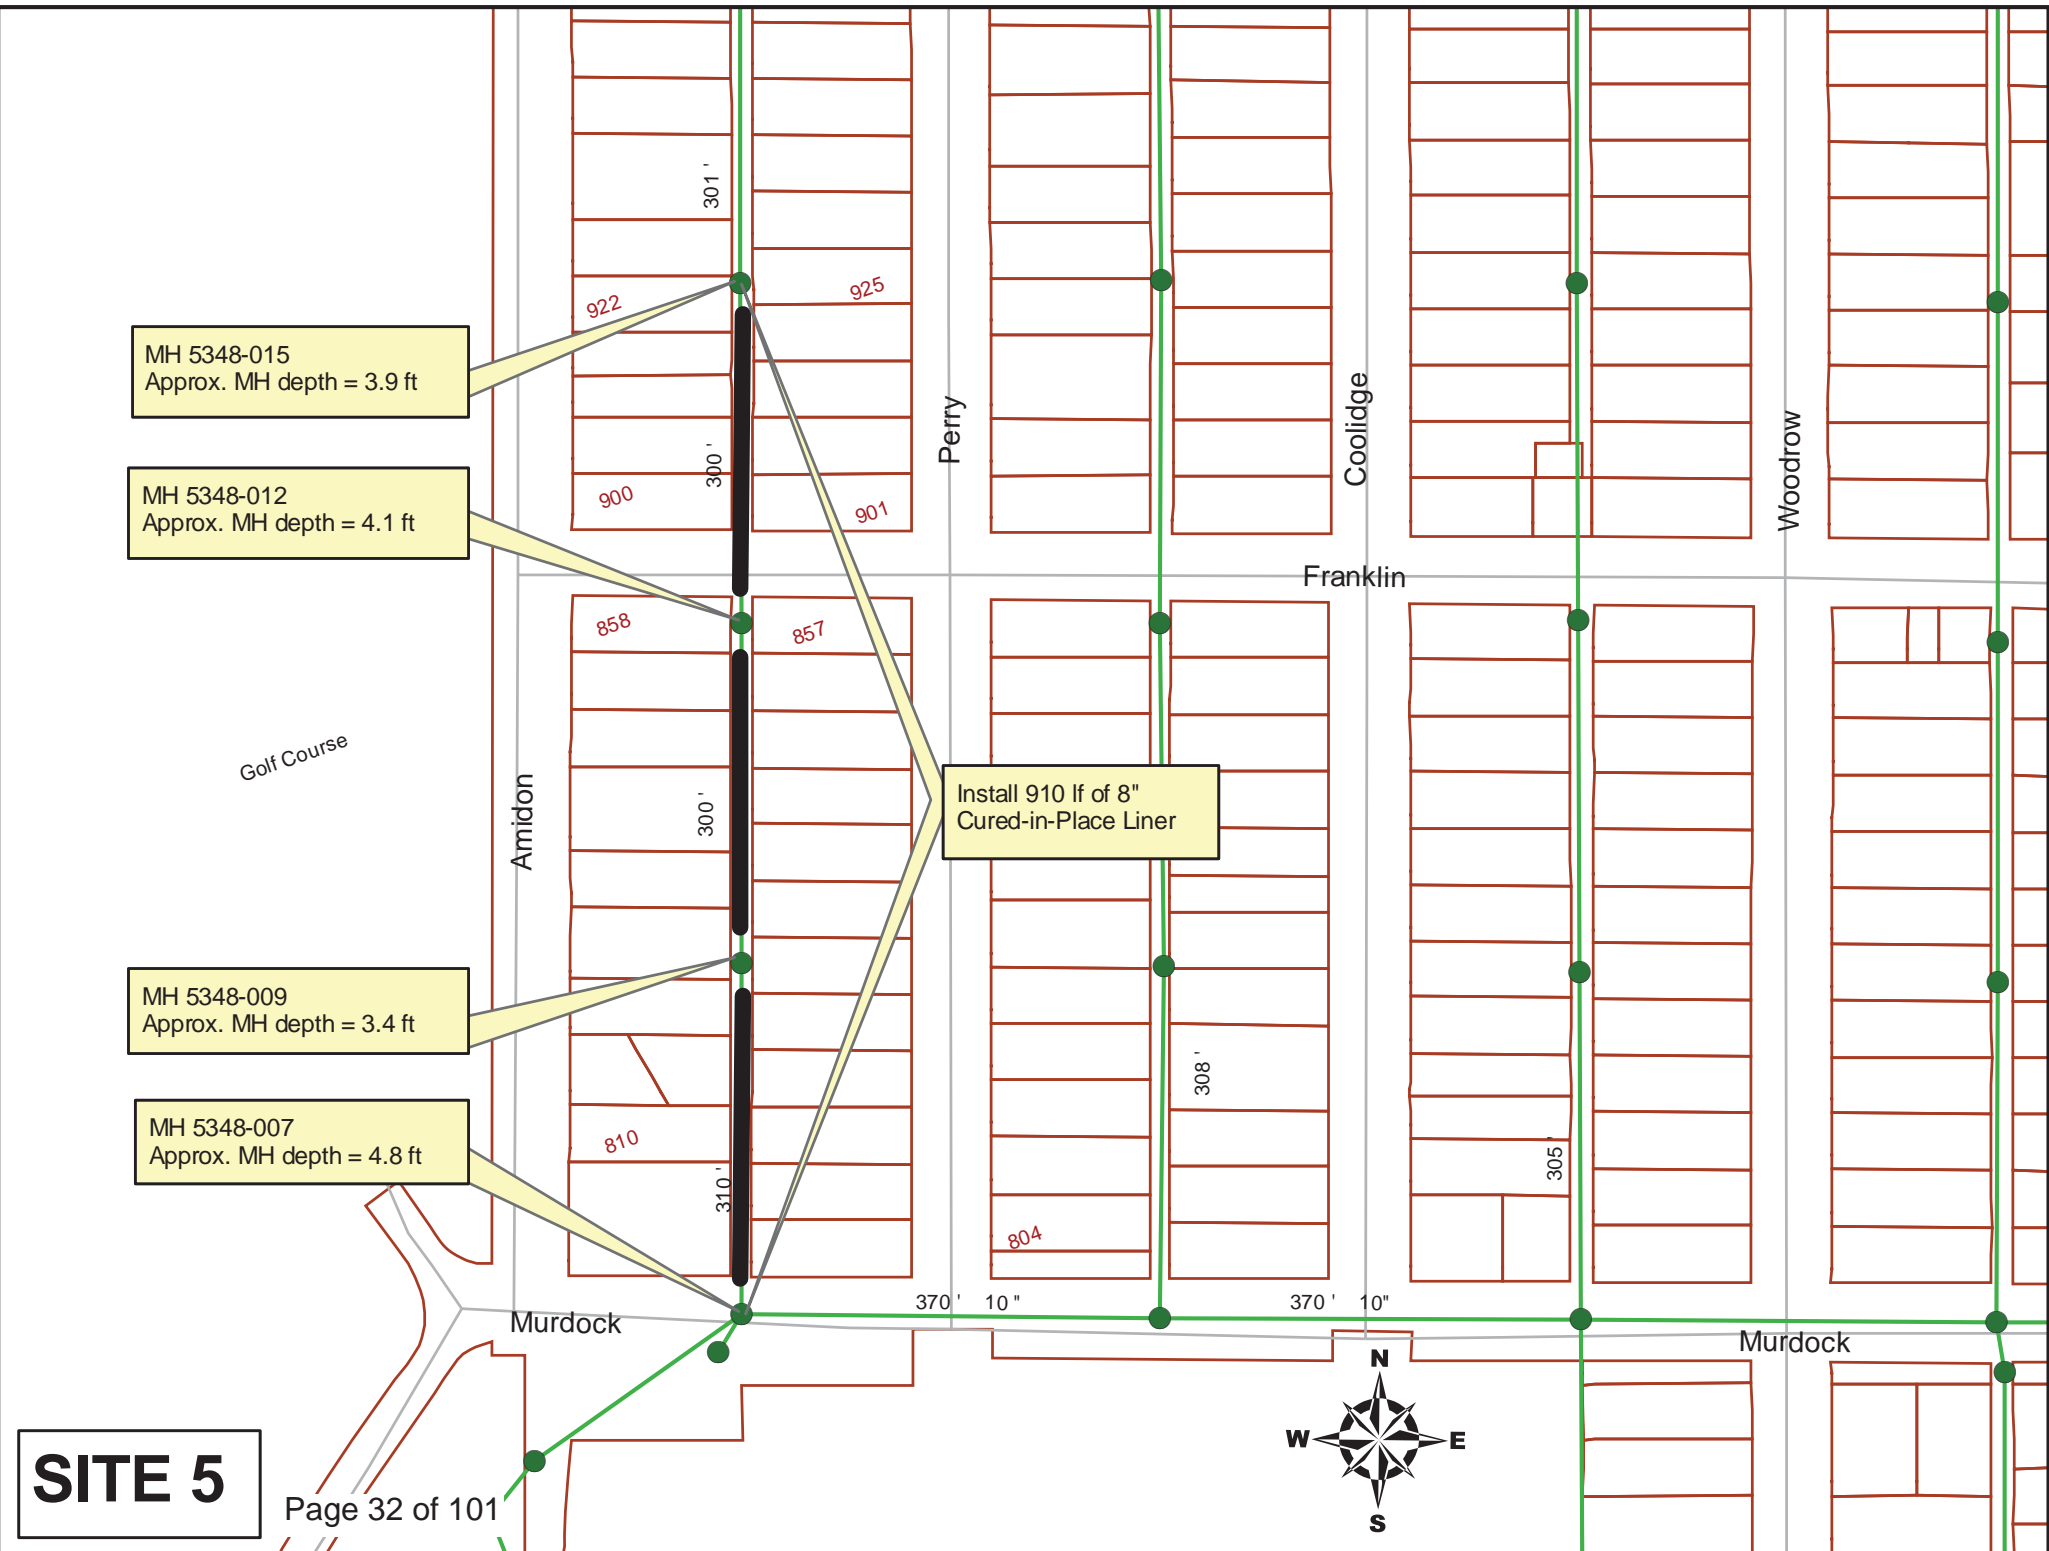 301 '
922
925
MH 5348-015
Approx. MH depth = 3.9 ft
Perry
Coolidge
Woodrow
300 '
MH 5348-012
Approx. MH depth = 4.1 ft
900
901
Franklin
858
857
Golf Course
Amidon
300 '
Install 910 lf of 8"
Cured-in-Place Liner
MH 5348-009
Approx. MH depth = 3.4 ft
308 '
MH 5348-007
Approx. MH depth = 4.8 ft
810
310 '
305 '
804
370 ' 10 "
370 ' 10"
Murdock
Murdock
N
W E
S
SITE 5
Page 32 of 101